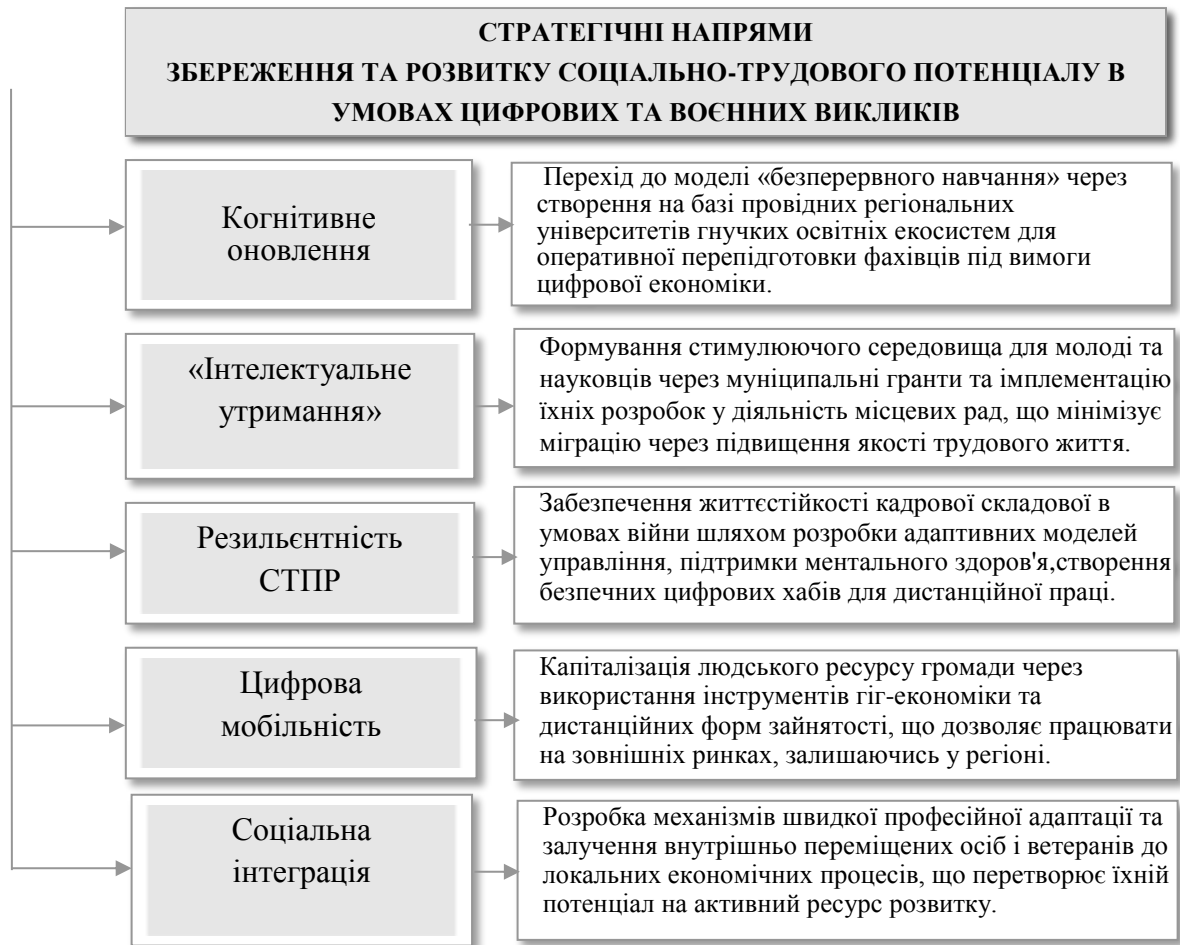 СТРАТЕГІЧНІ НАПРЯМИ
ЗБЕРЕЖЕННЯ ТА РОЗВИТКУ СОЦІАЛЬНО-ТРУДОВОГО ПОТЕНЦІАЛУ В
УМОВАХ ЦИФРОВИХ ТА ВОЄННИХ ВИКЛИКІВ
Когнітивне
оновлення
Перехід до моделі «безперервного навчання» через
створення на базі провідних регіональних
університетів гнучких освітніх екосистем для
оперативної перепідготовки фахівців під вимоги
цифрової економіки.
«Інтелектуальне
утримання»
Формування стимулюючого середовища для молоді та
науковців через муніципальні гранти та імплементацію
їхніх розробок у діяльність місцевих рад, що мінімізує
міграцію через підвищення якості трудового життя.
Резильєнтність
СТПР
Забезпечення життєстійкості кадрової складової в
умовах війни шляхом розробки адаптивних моделей
управління, підтримки ментального здоров'я,створення
безпечних цифрових хабів для дистанційної праці.
Цифрова
мобільність
Капіталізація людського ресурсу громади через
використання інструментів гіг-економіки та
дистанційних форм зайнятості, що дозволяє працювати
на зовнішніх ринках, залишаючись у регіоні.
Соціальна
інтеграція
Розробка механізмів швидкої професійної адаптації та
залучення внутрішньо переміщених осіб і ветеранів до
локальних економічних процесів, що перетворює їхній
потенціал на активний ресурс розвитку.